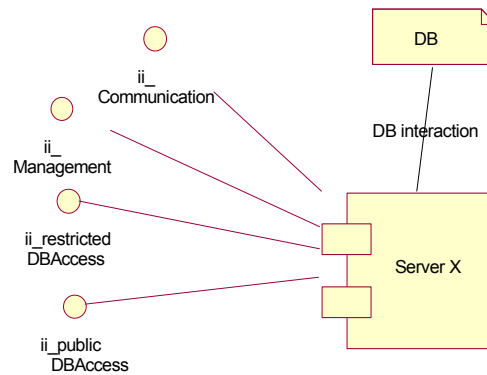 DB
ii_
Communication
DB interaction
ii_
Management
ii_restricted
DBAccess
Server X
ii_public
DBAccess